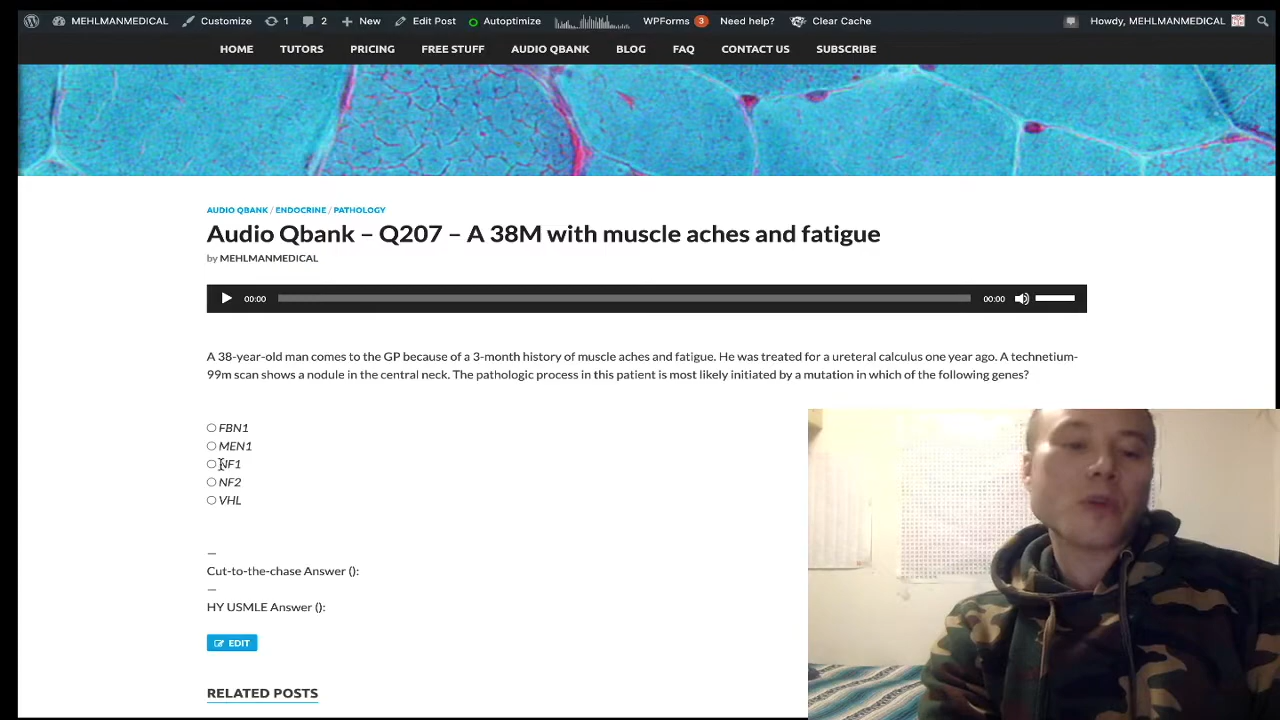 MEHLMANMEDICAL Customize 1 2 New Edit Post Autoptimize WPForms 3 Need help? Clear Cache Howdy, MEHLMANMEDICAL
HOME TUTORS PRICING FREE STUFF AUDIO QBANK BLOG FAQ CONTACT US SUBSCRIBE
AUDIO QBANK / ENDOCRINE / PATHOLOGY
Audio Qbank – Q207 – A 38M with muscle aches and fatigue
by MEHLMANMEDICAL
00:00 00:00
A 38-year-old man comes to the GP because of a 3-month history of muscle aches and fatigue. He was treated for a ureteral calculus one year ago. A technetium-
99m scan shows a nodule in the central neck. The pathologic process in this patient is most likely initiated by a mutation in which of the following genes?
FBN1
MEN1
NF1
NF2
VHL
—
Cut-to-the-chase Answer ():
—
HY USMLE Answer ():
EDIT
RELATED POSTS